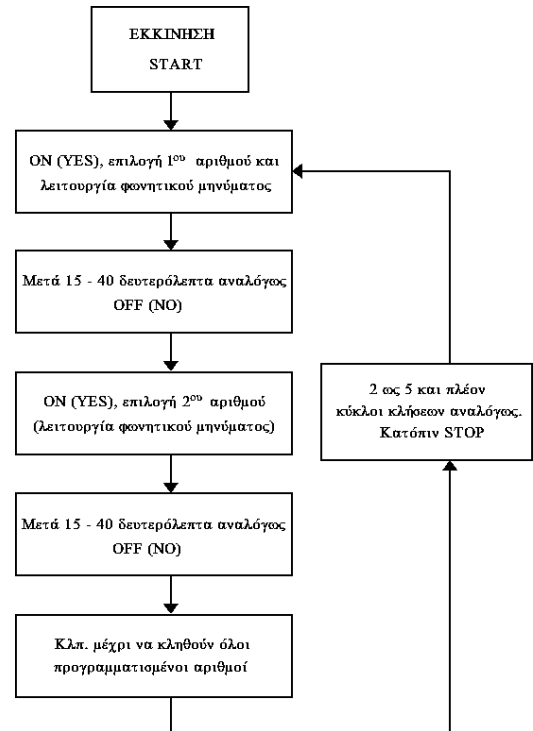 ΕΚΚΙΝΗΣΗ
START
ON (YES), επιλογή 1ου αριθμού και
λειτουργία φωνητικού μηνύματος
Μετά 15 - 40 δευτερόλεπτα αναλόγως
OFF (NO)
ON (YES), επιλογή 2ου αριθμού
(λειτουργία φωνητικού μηνύματος)
Μετά 15 - 40 δευτερόλεπτα αναλόγως
OFF (NO)
Κλπ. μέχρι να κληθούν όλοι
προγραμματισμένοι αριθμοί
2 ως 5 και πλέον
κύκλοι κλήσεων αναλόγως.
Κατόπιν STOP